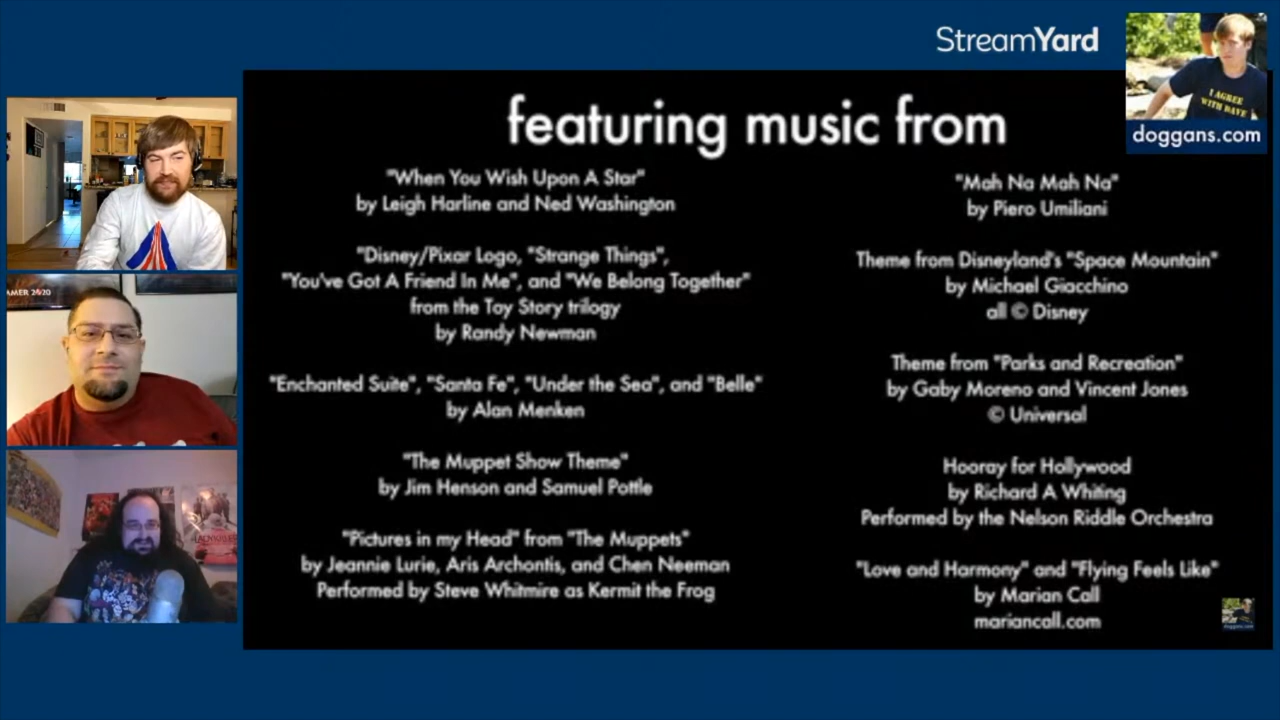 StreamYard
I AGREE
WITH DAVE
doggans.com
featuring music from
"When You Wish Upon A Star"
by Leigh Harline and Ned Washington
"Disney/Pixar Logo, "Strange Things",
"You've Got A Friend In Me", and "We Belong Together"
from the Toy Story trilogy
by Randy Newman
"Enchanted Suite", "Santa Fe", "Under the Sea", and "Belle"
by Alan Menken
"The Muppet Show Theme"
by Jim Henson and Samuel Pottle
"Pictures in my Head" from "The Muppets"
by Jeannie Lurie, Aris Archontis, and Chen Neeman
Performed by Steve Whitmire as Kermit the Frog
"Mah Na Mah Na"
by Piero Umiliani
Theme from Disneyland's "Space Mountain"
by Michael Giacchino
all © Disney
Theme from "Parks and Recreation"
by Gaby Moreno and Vincent Jones
© Universal
Hooray for Hollywood
by Richard A Whiting
Performed by the Nelson Riddle Orchestra
"Love and Harmony" and "Flying Feels Like"
by Marian Call
mariancall.com
doggans.com
AMER 2020